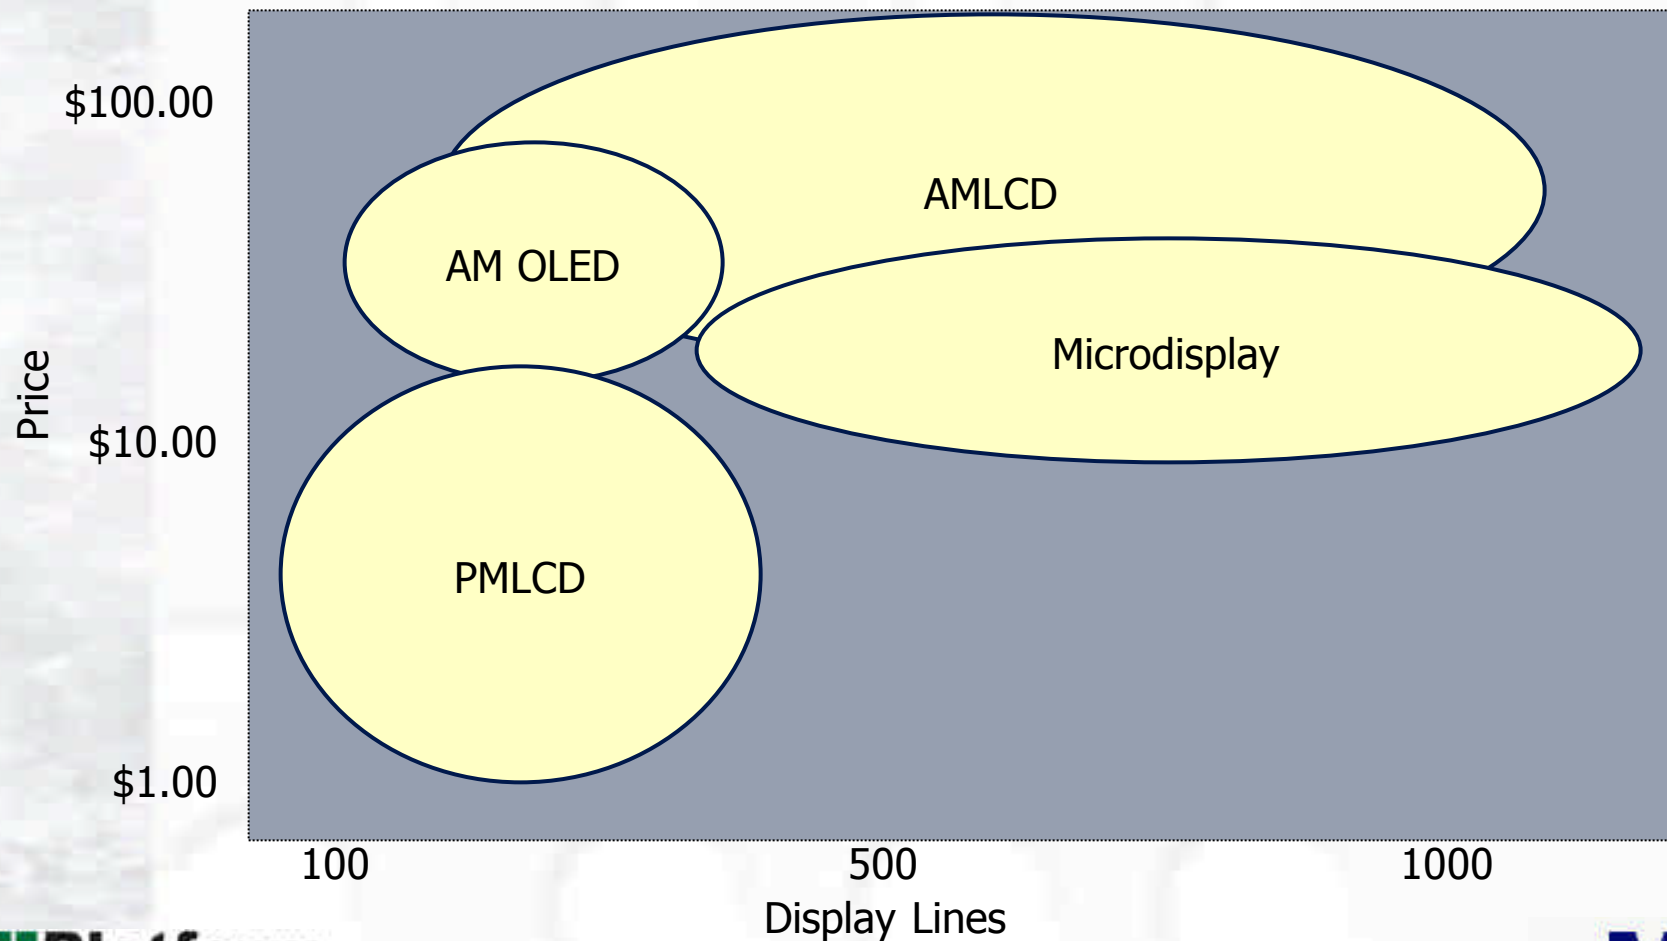 $100.00
AMLCD
AM OLED
Microdisplay
Price
$10.00
PMLCD
$1.00
100 500 1000
Display Lines